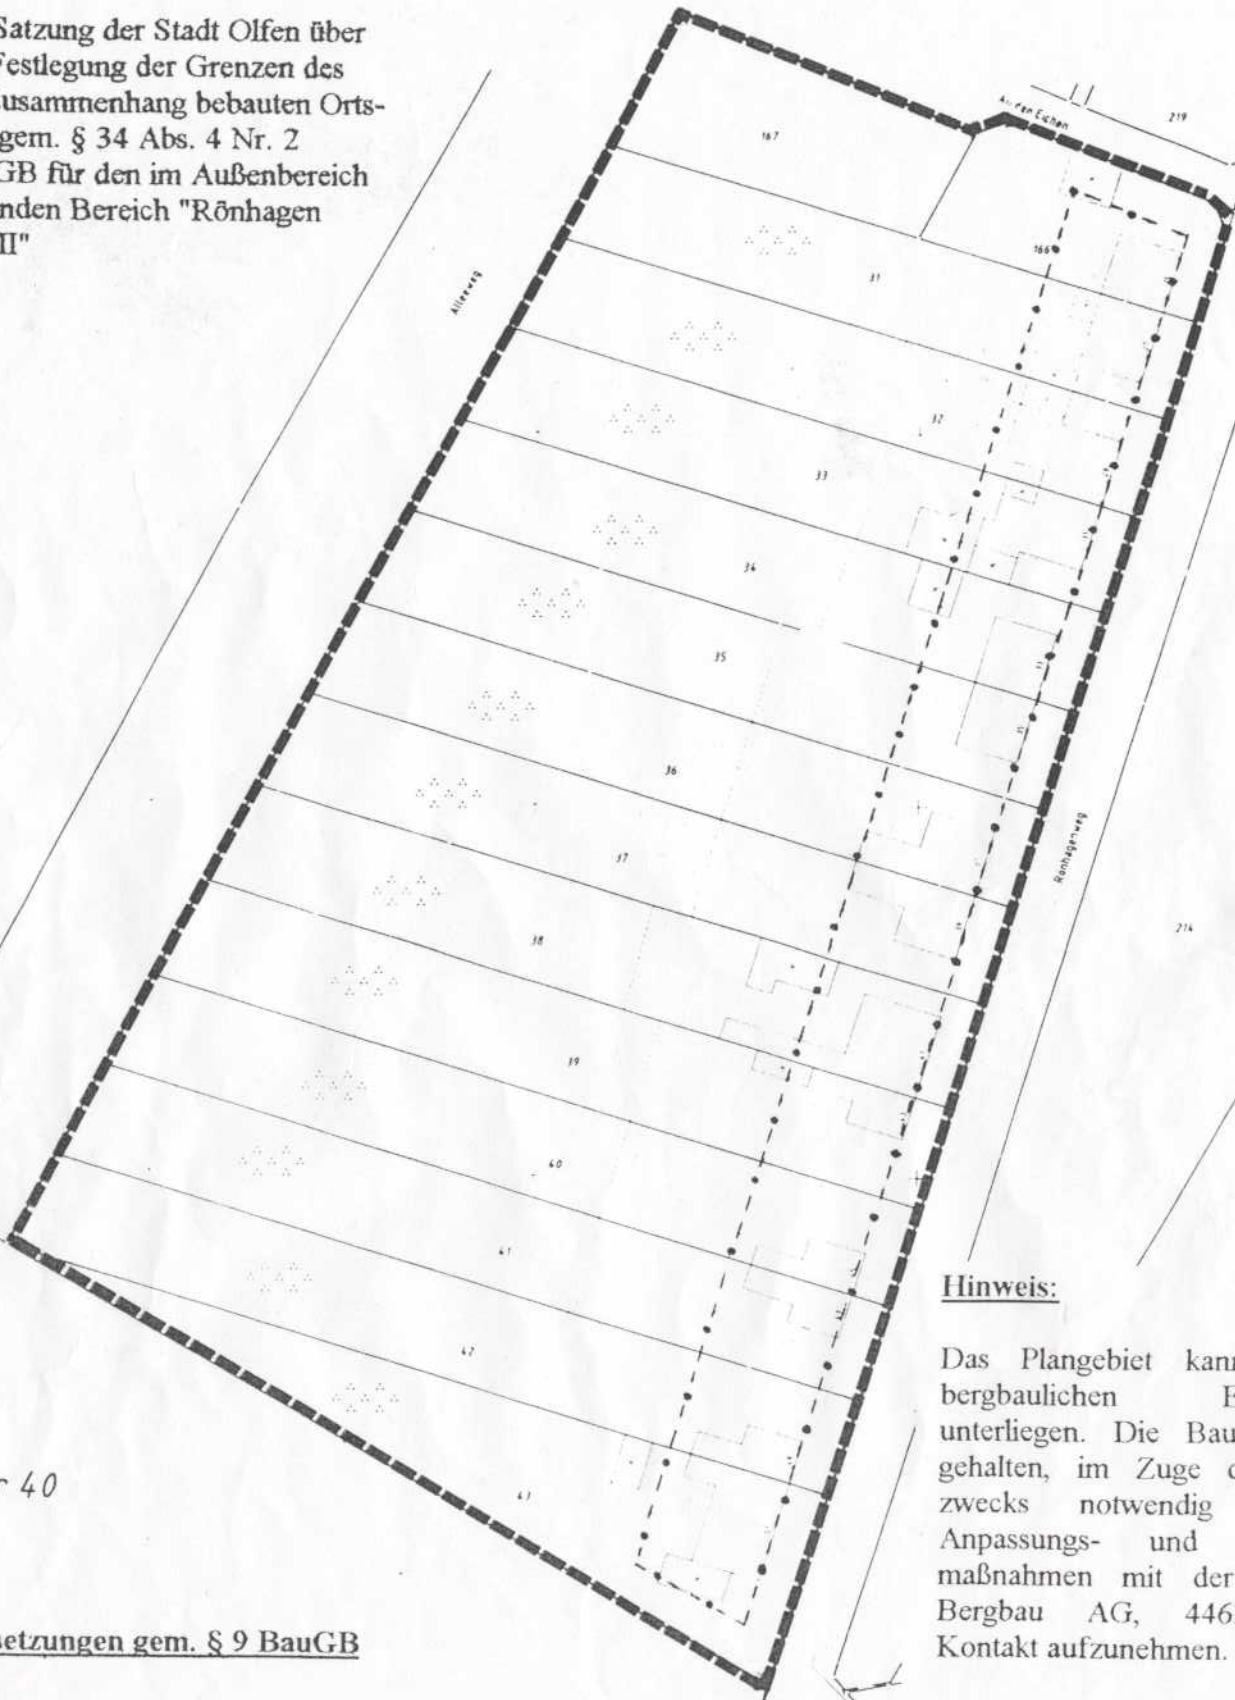 Satzung der Stadt Olfen über
Festlegung der Grenzen des
usammenhang bebauten Orts-
gem. § 34 Abs. 4 Nr. 2
GB für den im Außenbereich
nden Bereich "Rönhagen
II"
An den Eichen
219
167
166
Alleeweg
31
32
33
34
35
36
37
38
39
40
41
42
43
Rönhagenweg
214
40
Hinweis:
Das Plangebiet kann
bergbaulichen E
unterliegen. Die Bau
gehalten, im Zuge d
zwecks notwendig
Anpassungs- und
maßnahmen mit der
Bergbau AG, 446
Kontakt aufzunehmen.
setzungen gem. § 9 BauGB